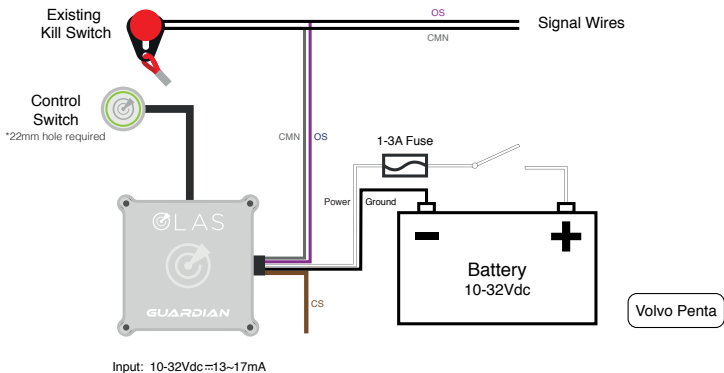 Existing
Kill Switch
OS
CMN
Signal Wires
Control
Switch
*22mm hole required
CMN
OS
1-3A Fuse
Power
Ground
OLAS
GUARDIAN
CS
Battery
10-32Vdc
Volvo Penta
Input: 10-32Vdc⎓13~17mA